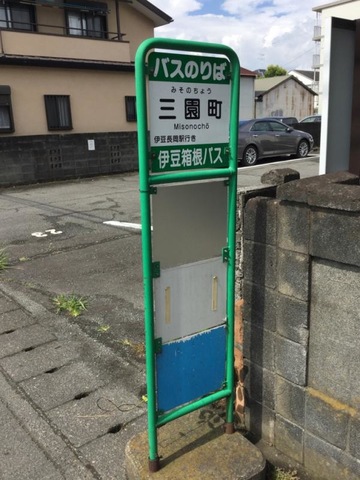 バスのりば
みそのちょう
三園町
Misonochō
伊豆長岡駅行き
伊豆箱根バス